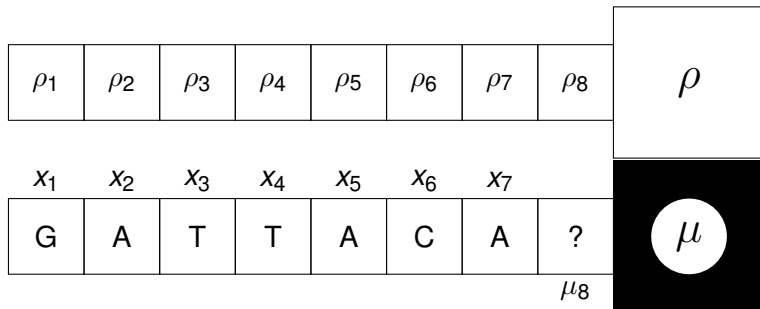 ρ₁ ρ₂ ρ₃ ρ₄ ρ₅ ρ₆ ρ₇ ρ₈ ρ
x₁ x₂ x₃ x₄ x₅ x₆ x₇
G A T T A C A ? μ
μ₈